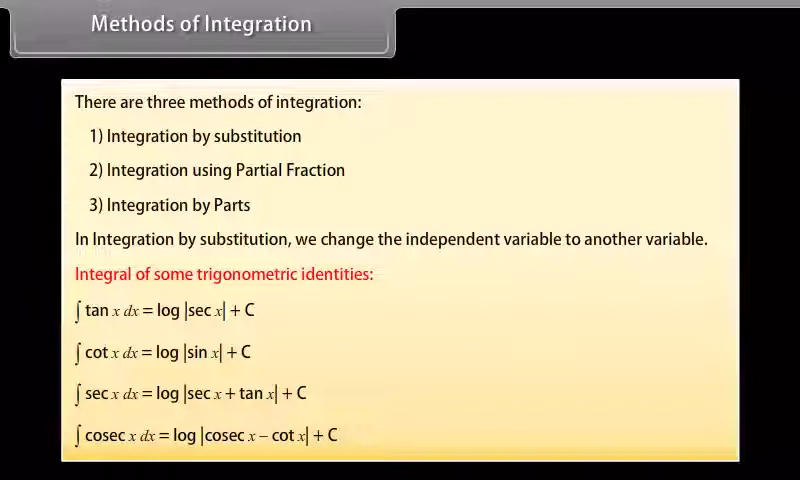 Methods of Integration
There are three methods of integration:
1) Integration by substitution
2) Integration using Partial Fraction
3) Integration by Parts
In Integration by substitution, we change the independent variable to another variable.
Integral of some trigonometric identities:
∫ tan x dx = log |sec x| + C
∫ cot x dx = log |sin x| + C
∫ sec x dx = log |sec x + tan x| + C
∫ cosec x dx = log |cosec x – cot x| + C